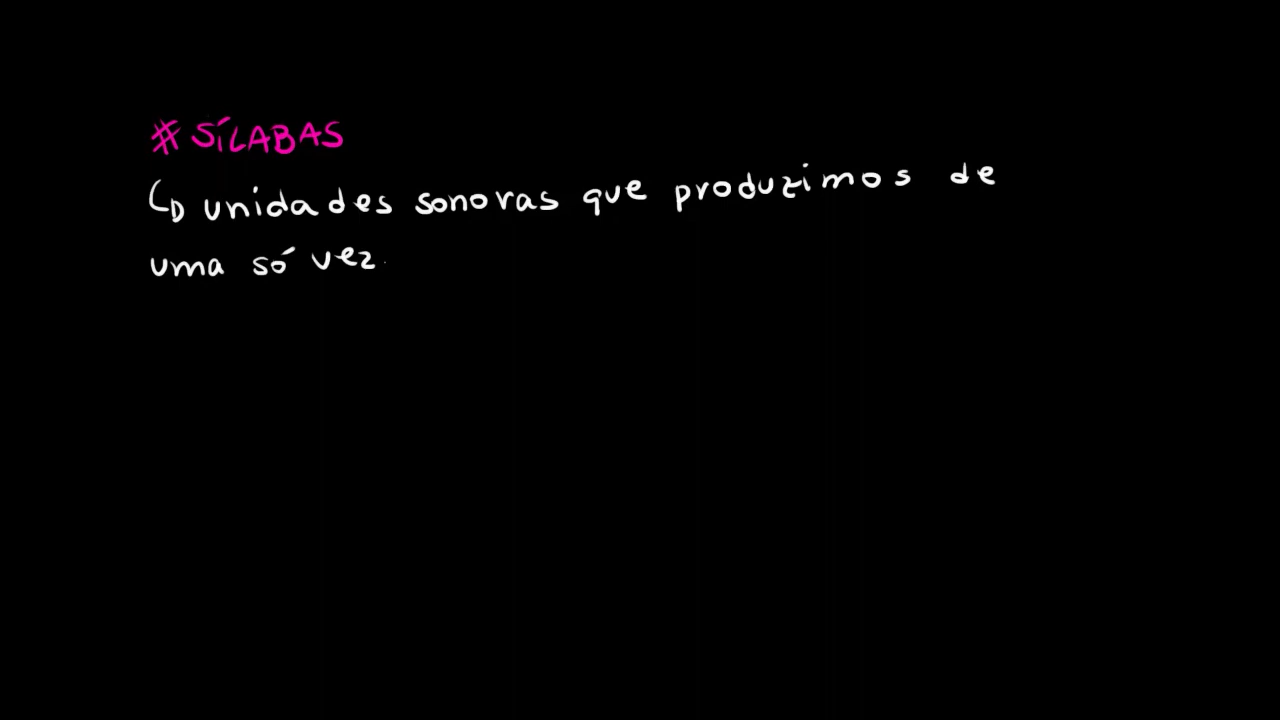 # SÍLABAS
↳ unidades sonoras que produzimos de
uma só vez.